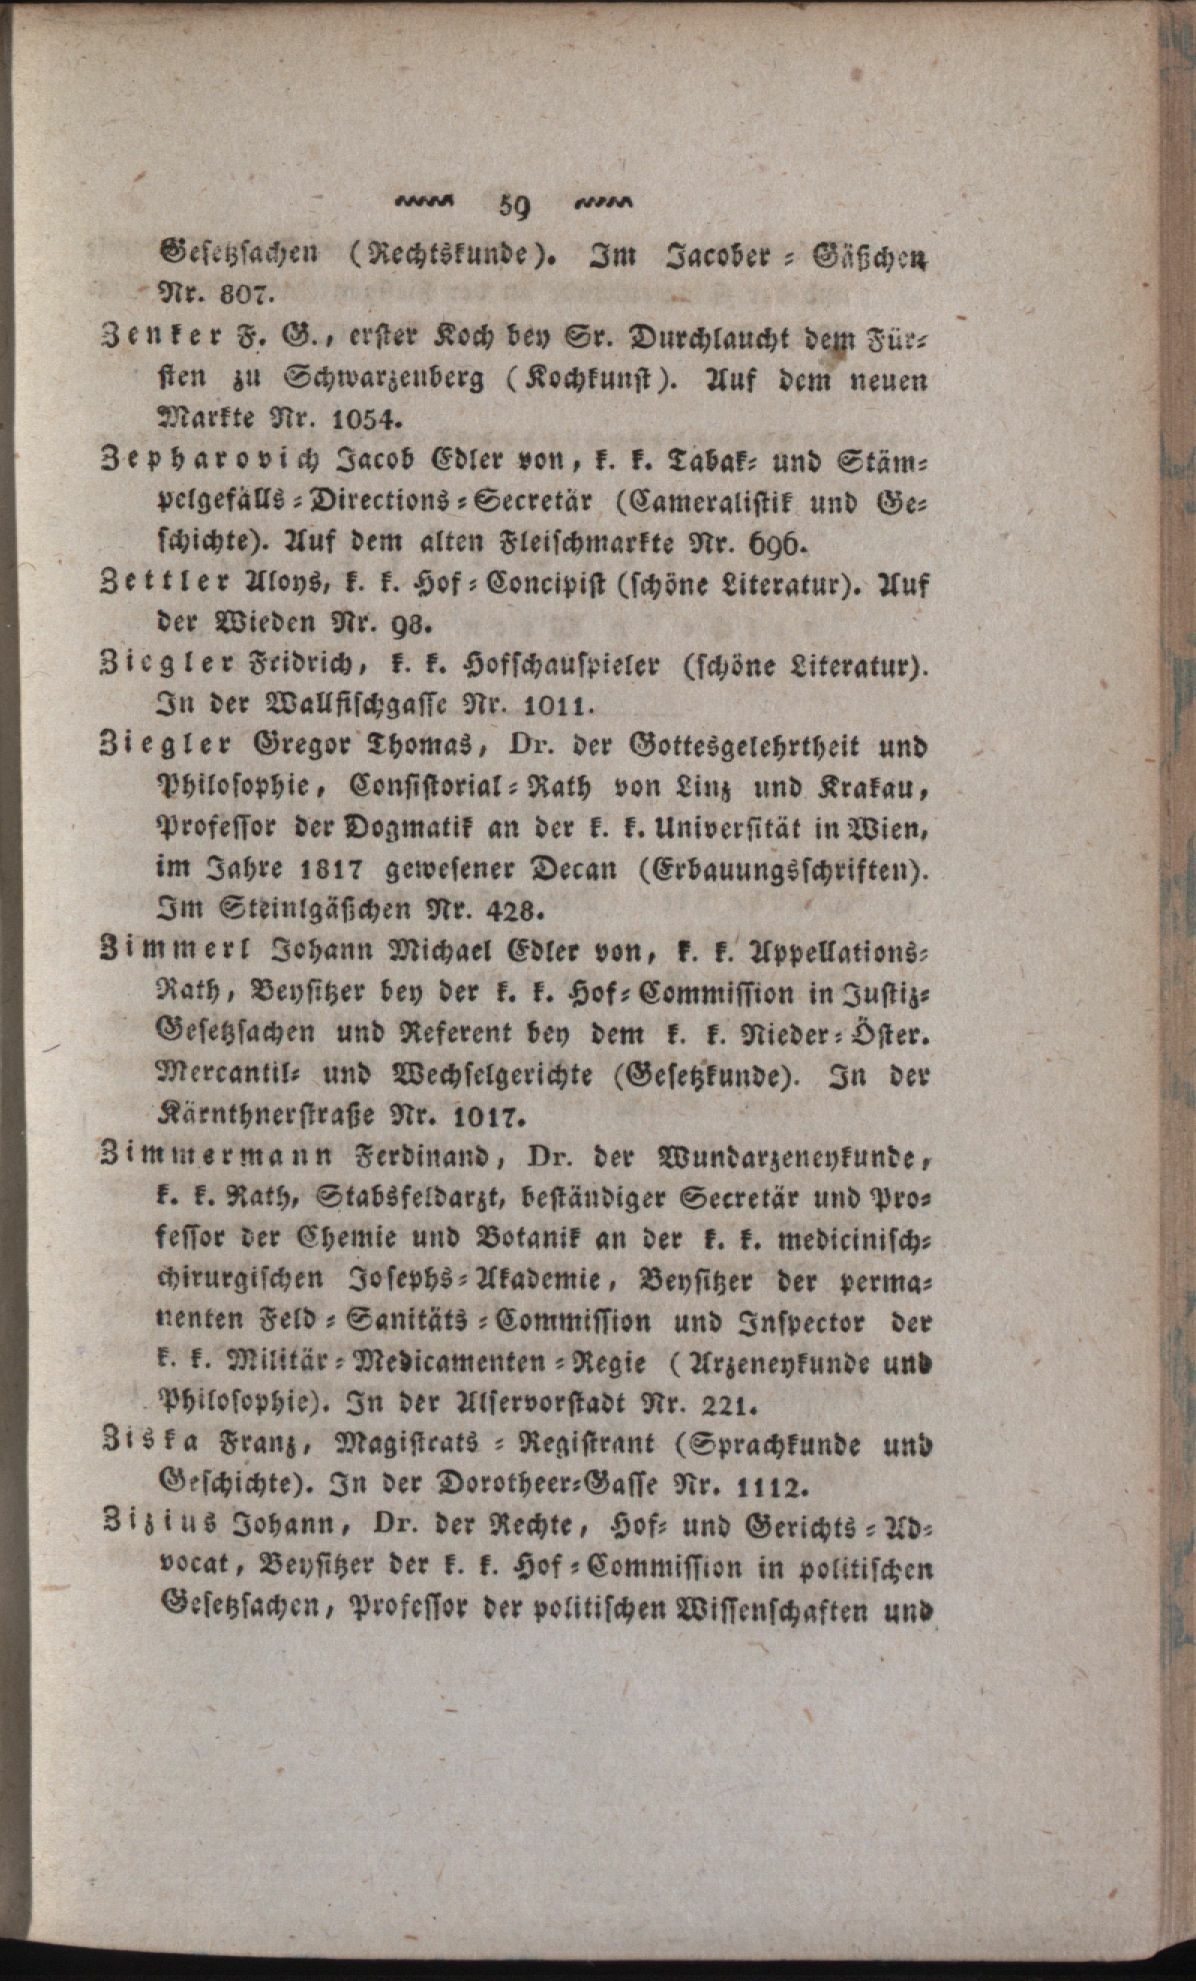 59
Gesetzsachen (Rechtskunde). Im Jacober-Gäßchen
Nr. 807.
Zenker F. G., erster Koch bey Sr. Durchlaucht dem Für-
sten zu Schwarzenberg (Kochkunst). Auf dem neuen
Markte Nr. 1054.
Zepharovich Jacob Edler von, k. k. Tabak- und Stäm-
pelgefälls-Directions-Secretär (Cameralistik und Ge-
schichte). Auf dem alten Fleischmarkte Nr. 696.
Zettler Aloys, k. k. Hof-Concipist (schöne Literatur). Auf
der Wieden Nr. 98.
Ziegler Feidrich, k. k. Hofschauspieler (schöne Literatur).
In der Wallfischgasse Nr. 1011.
Ziegler Gregor Thomas, Dr. der Gottesgelehrtheit und
Philosophie, Consistorial-Rath von Linz und Krakau,
Professor der Dogmatik an der k. k. Universität in Wien,
im Jahre 1817 gewesener Decan (Erbauungsschriften).
Im Steinlgäßchen Nr. 428.
Zimmerl Johann Michael Edler von, k. k. Appellations-
Rath, Beysitzer bey der k. k. Hof-Commission in Justiz-
Gesetzsachen und Referent bey dem k. k. Nieder-Öster.
Mercantil- und Wechselgerichte (Gesetzkunde). In der
Kärnthnerstraße Nr. 1017.
Zimmermann Ferdinand, Dr. der Wundarzeneykunde,
k. k. Rath, Stabsfeldarzt, beständiger Secretär und Pro-
fessor der Chemie und Botanik an der k. k. medicinisch-
chirurgischen Josephs-Akademie, Beysitzer der perma-
nenten Feld-Sanitäts-Commission und Inspector der
k. k. Militär-Medicamenten-Regie (Arzeneykunde und
Philosophie). In der Alservorstadt Nr. 221.
Ziska Franz, Magistrats-Registrant (Sprachkunde und
Geschichte). In der Dorotheer-Gasse Nr. 1112.
Zizius Johann, Dr. der Rechte, Hof- und Gerichts-Ad-
vocat, Beysitzer der k. k. Hof-Commission in politischen
Gesetzsachen, Professor der politischen Wissenschaften und